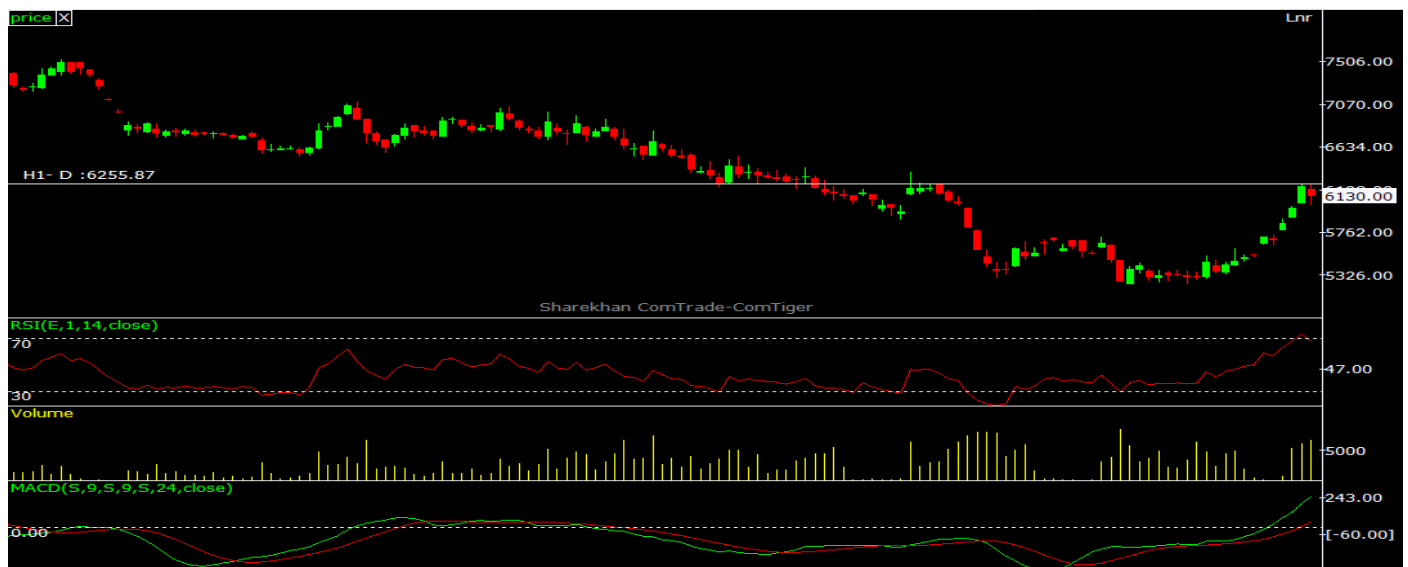 price X
Lnr
7506.00
7070.00
6634.00
H1- D :6255.87
6130.00
5762.00
5326.00
Sharekhan ComTrade-ComTiger
RSI(E,1,14,close)
70
47.00
30
Volume
5000
MACD(S,9,S,9,S,24,close)
243.00
0.00
[-60.00]